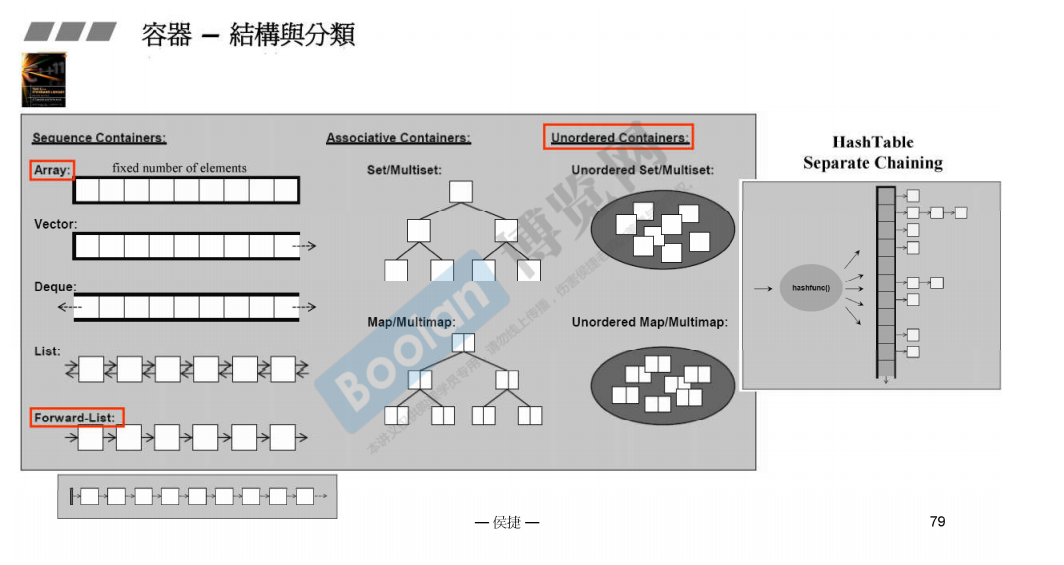 容器 — 結構與分類
C++11
Sequence Containers:
Array:
fixed number of elements
Vector:
Deque:
List:
Forward-List:
Associative Containers:
Set/Multiset:
Map/Multimap:
Unordered Containers:
Unordered Set/Multiset:
Unordered Map/Multimap:
HashTable
Separate Chaining
hashfunc()
Boolan 博览网
— 侯捷 —
79